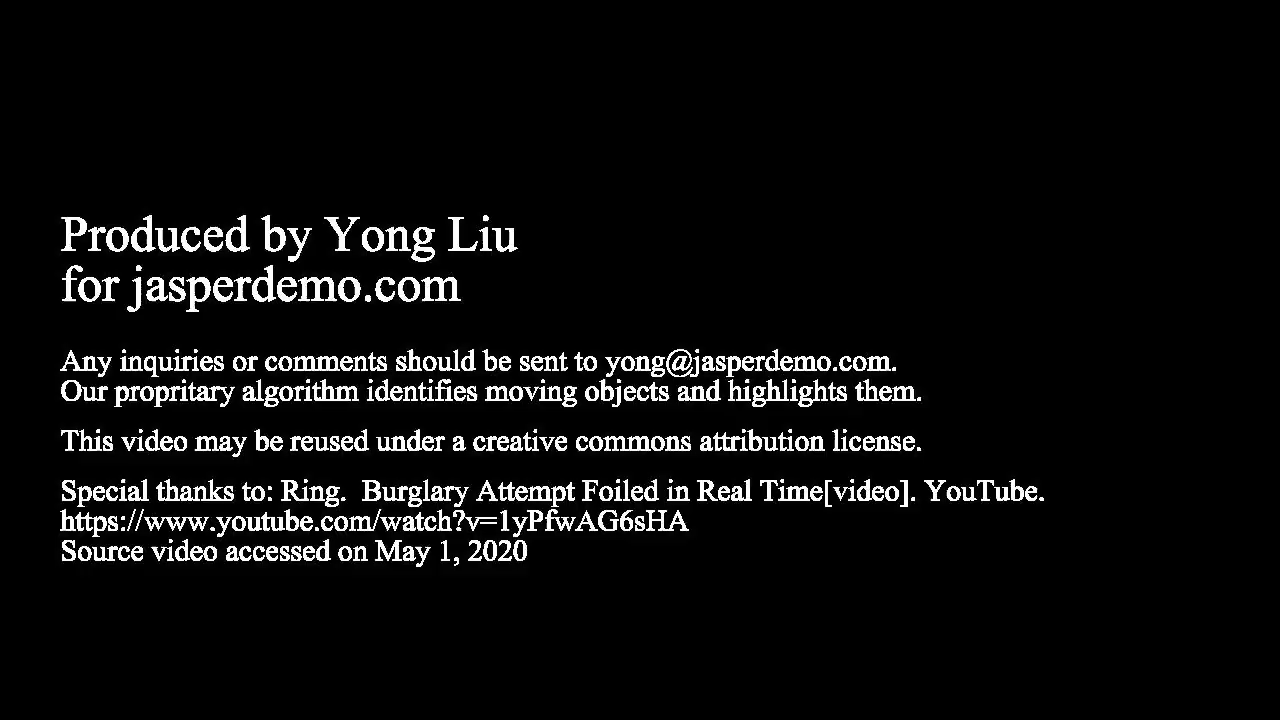 Produced by Yong Liu
for jasperdemo.com
Any inquiries or comments should be sent to yong@jasperdemo.com.
Our propritary algorithm identifies moving objects and highlights them.
This video may be reused under a creative commons attribution license.
Special thanks to: Ring.  Burglary Attempt Foiled in Real Time[video]. YouTube.
https://www.youtube.com/watch?v=1yPfwAG6sHA
Source video accessed on May 1, 2020